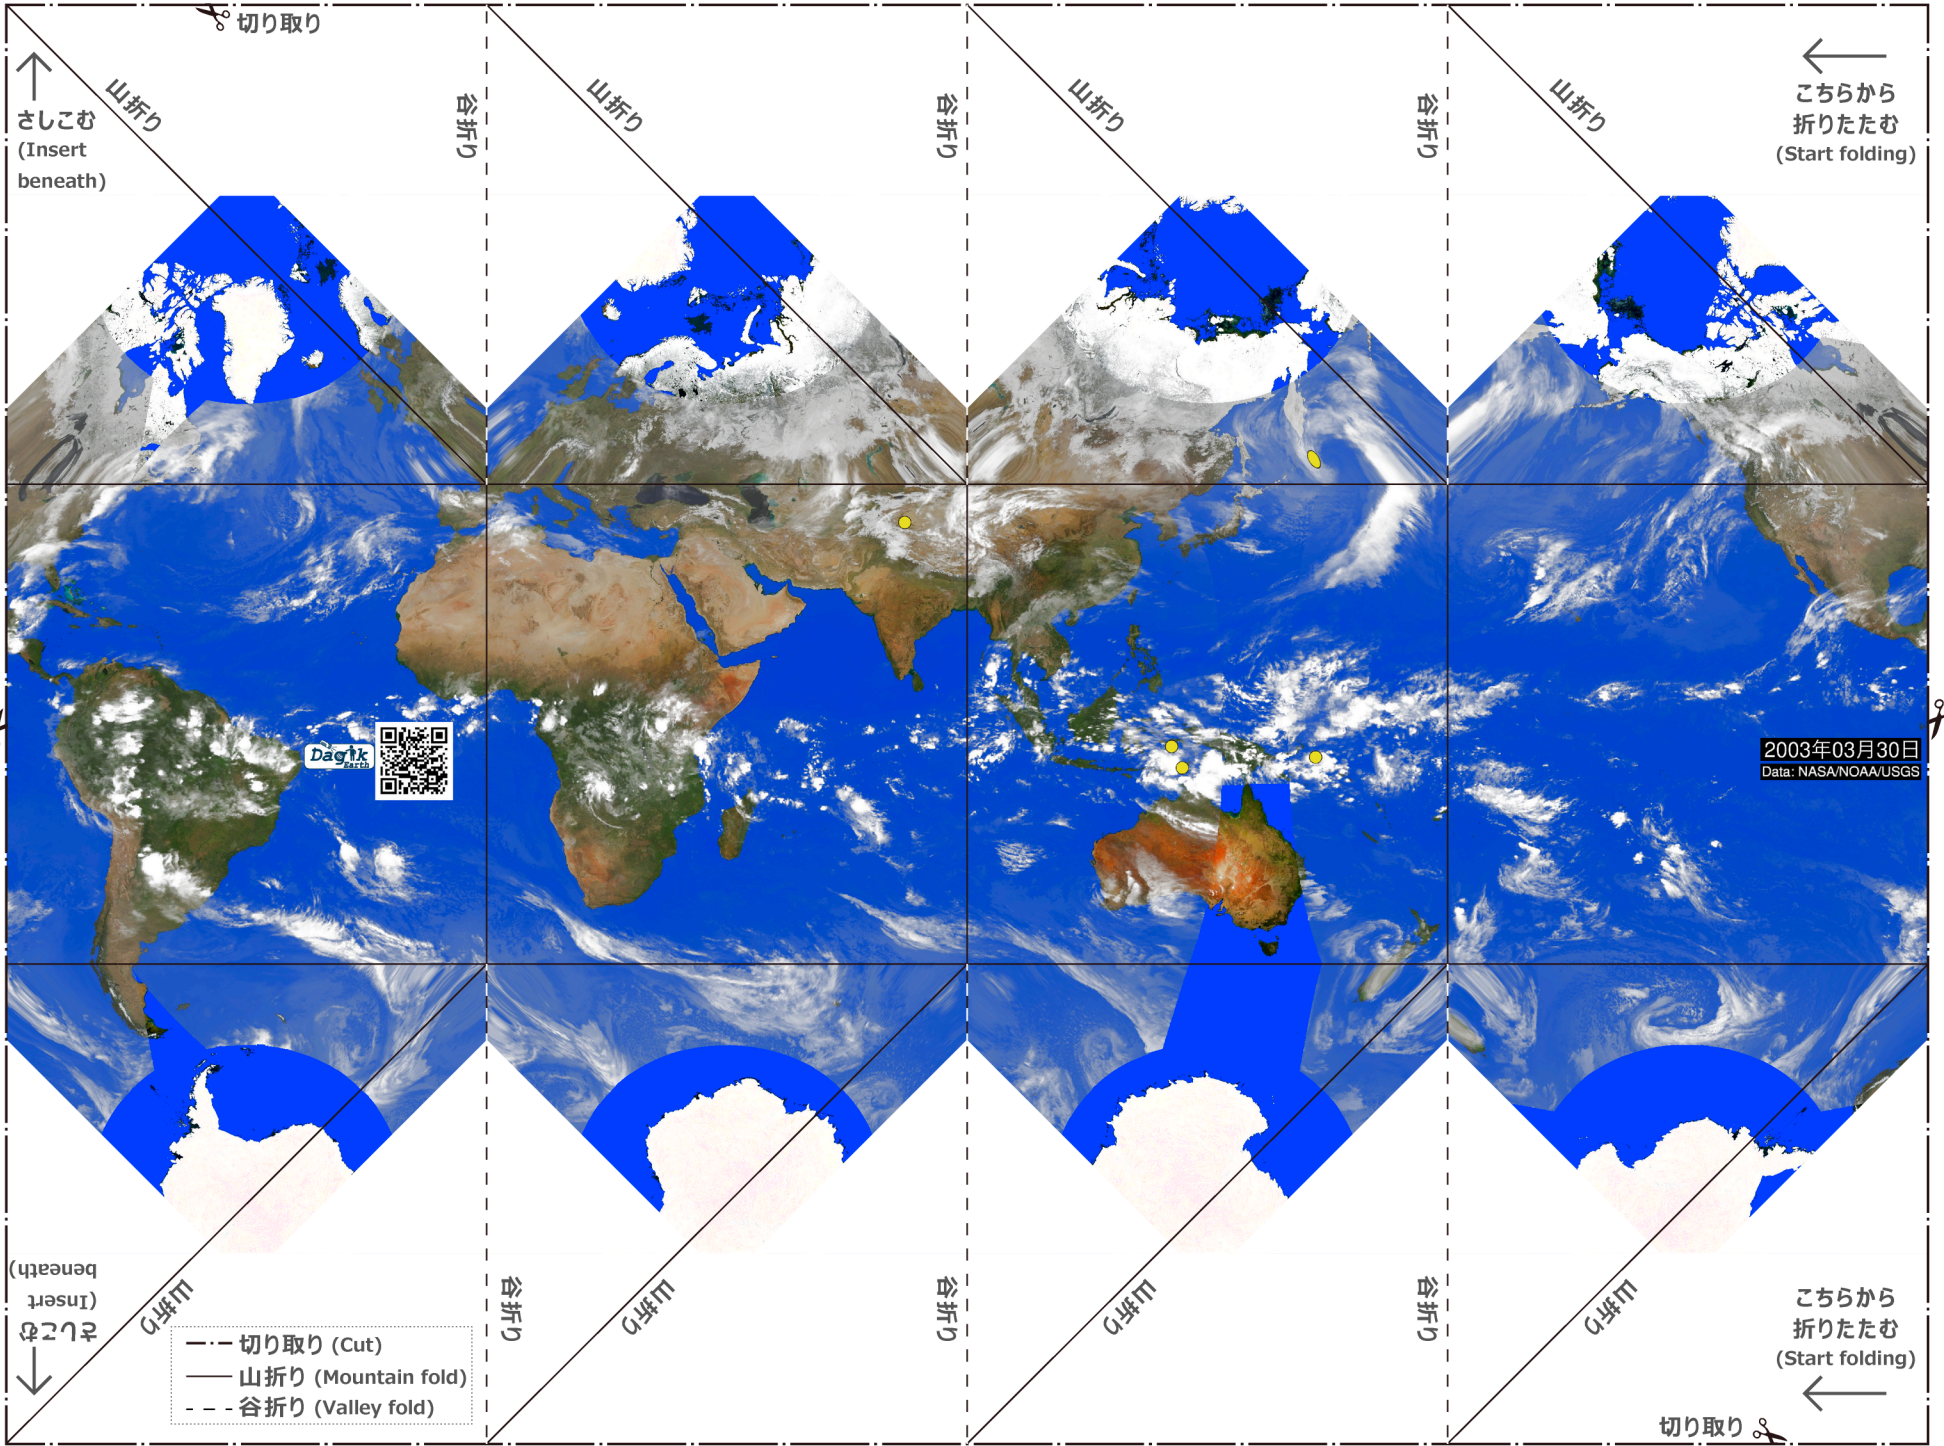 切り取り
山折り
谷折り
山折り
谷折り
山折り
谷折り
山折り
さしこむ
(Insert
beneath)
こちらから
折りたたむ
(Start folding)
Dagik
Earth
2003年03月30日
Data: NASA/NOAA/USGS
さしこむ
(Insert
beneath)
山折り
谷折り
山折り
谷折り
山折り
谷折り
山折り
こちらから
折りたたむ
(Start folding)
切り取り (Cut)
山折り (Mountain fold)
谷折り (Valley fold)
切り取り